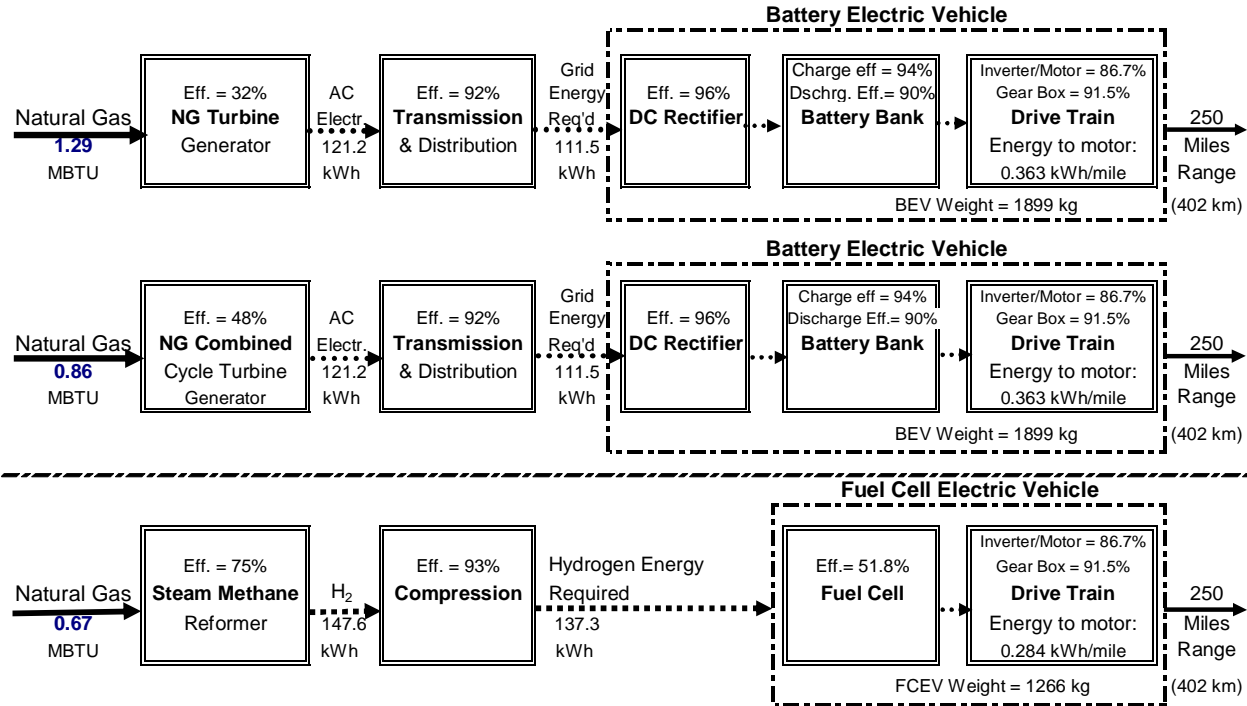 Battery Electric Vehicle
Natural Gas
1.29
MBTU
Eff. = 32%
NG Turbine
Generator
AC
Electr.
121.2
kWh
Eff. = 92%
Transmission
& Distribution
Grid
Energy
Req'd
111.5
kWh
Eff. = 96%
DC Rectifier
Charge eff = 94%
Dschrg. Eff.= 90%
Battery Bank
Inverter/Motor = 86.7%
Gear Box = 91.5%
Drive Train
Energy to motor:
0.363 kWh/mile
BEV Weight = 1899 kg
250
Miles
Range
(402 km)
Battery Electric Vehicle
Natural Gas
0.86
MBTU
Eff. = 48%
NG Combined
Cycle Turbine
Generator
AC
Electr.
121.2
kWh
Eff. = 92%
Transmission
& Distribution
Grid
Energy
Req'd
111.5
kWh
Eff. = 96%
DC Rectifier
Charge eff = 94%
Discharge Eff.= 90%
Battery Bank
Inverter/Motor = 86.7%
Gear Box = 91.5%
Drive Train
Energy to motor:
0.363 kWh/mile
BEV Weight = 1899 kg
250
Miles
Range
(402 km)
Fuel Cell Electric Vehicle
Natural Gas
0.67
MBTU
Eff. = 75%
Steam Methane
Reformer
H₂
147.6
kWh
Eff. = 93%
Compression
Hydrogen Energy
Required
137.3
kWh
Eff.= 51.8%
Fuel Cell
Inverter/Motor = 86.7%
Gear Box = 91.5%
Drive Train
Energy to motor:
0.284 kWh/mile
FCEV Weight = 1266 kg
250
Miles
Range
(402 km)